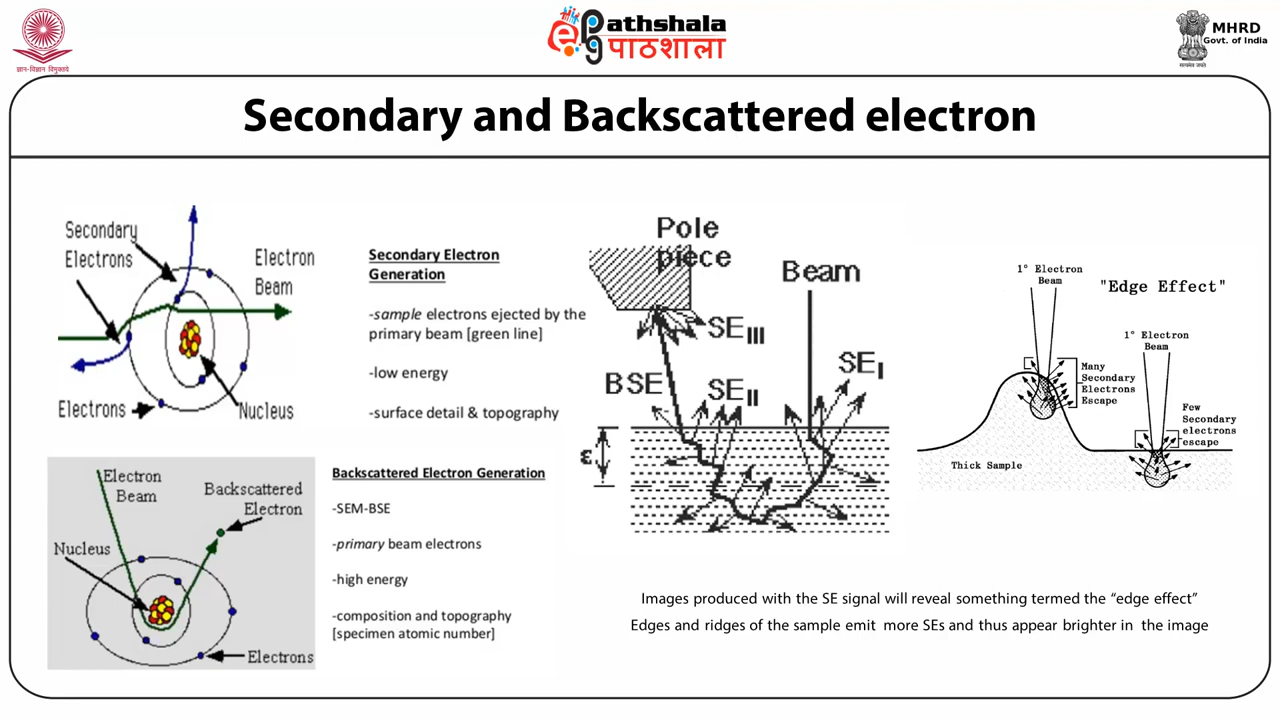 ज्ञान-विज्ञान विमुक्तये
ePathshala
पाठशाला
सत्यमेव जयते
MHRD
Govt. of India
Secondary and Backscattered electron
Secondary
Electrons
Electron
Beam
Electrons
Nucleus
Secondary Electron
Generation
-sample electrons ejected by the
primary beam [green line]
-low energy
-surface detail & topography
Electron
Beam
Backscattered
Electron
Nucleus
Electrons
Backscattered Electron Generation
-SEM-BSE
-primary beam electrons
-high energy
-composition and topography
[specimen atomic number]
Pole
piece
Beam
SEIII
BSE
SEII
SEI
ε
1° Electron
Beam
"Edge Effect"
1° Electron
Beam
Many
Secondary
Electrons
Escape
Few
Secondary
electrons
escape
Thick Sample
Images produced with the SE signal will reveal something termed the “edge effect”
Edges and ridges of the sample emit more SEs and thus appear brighter in the image